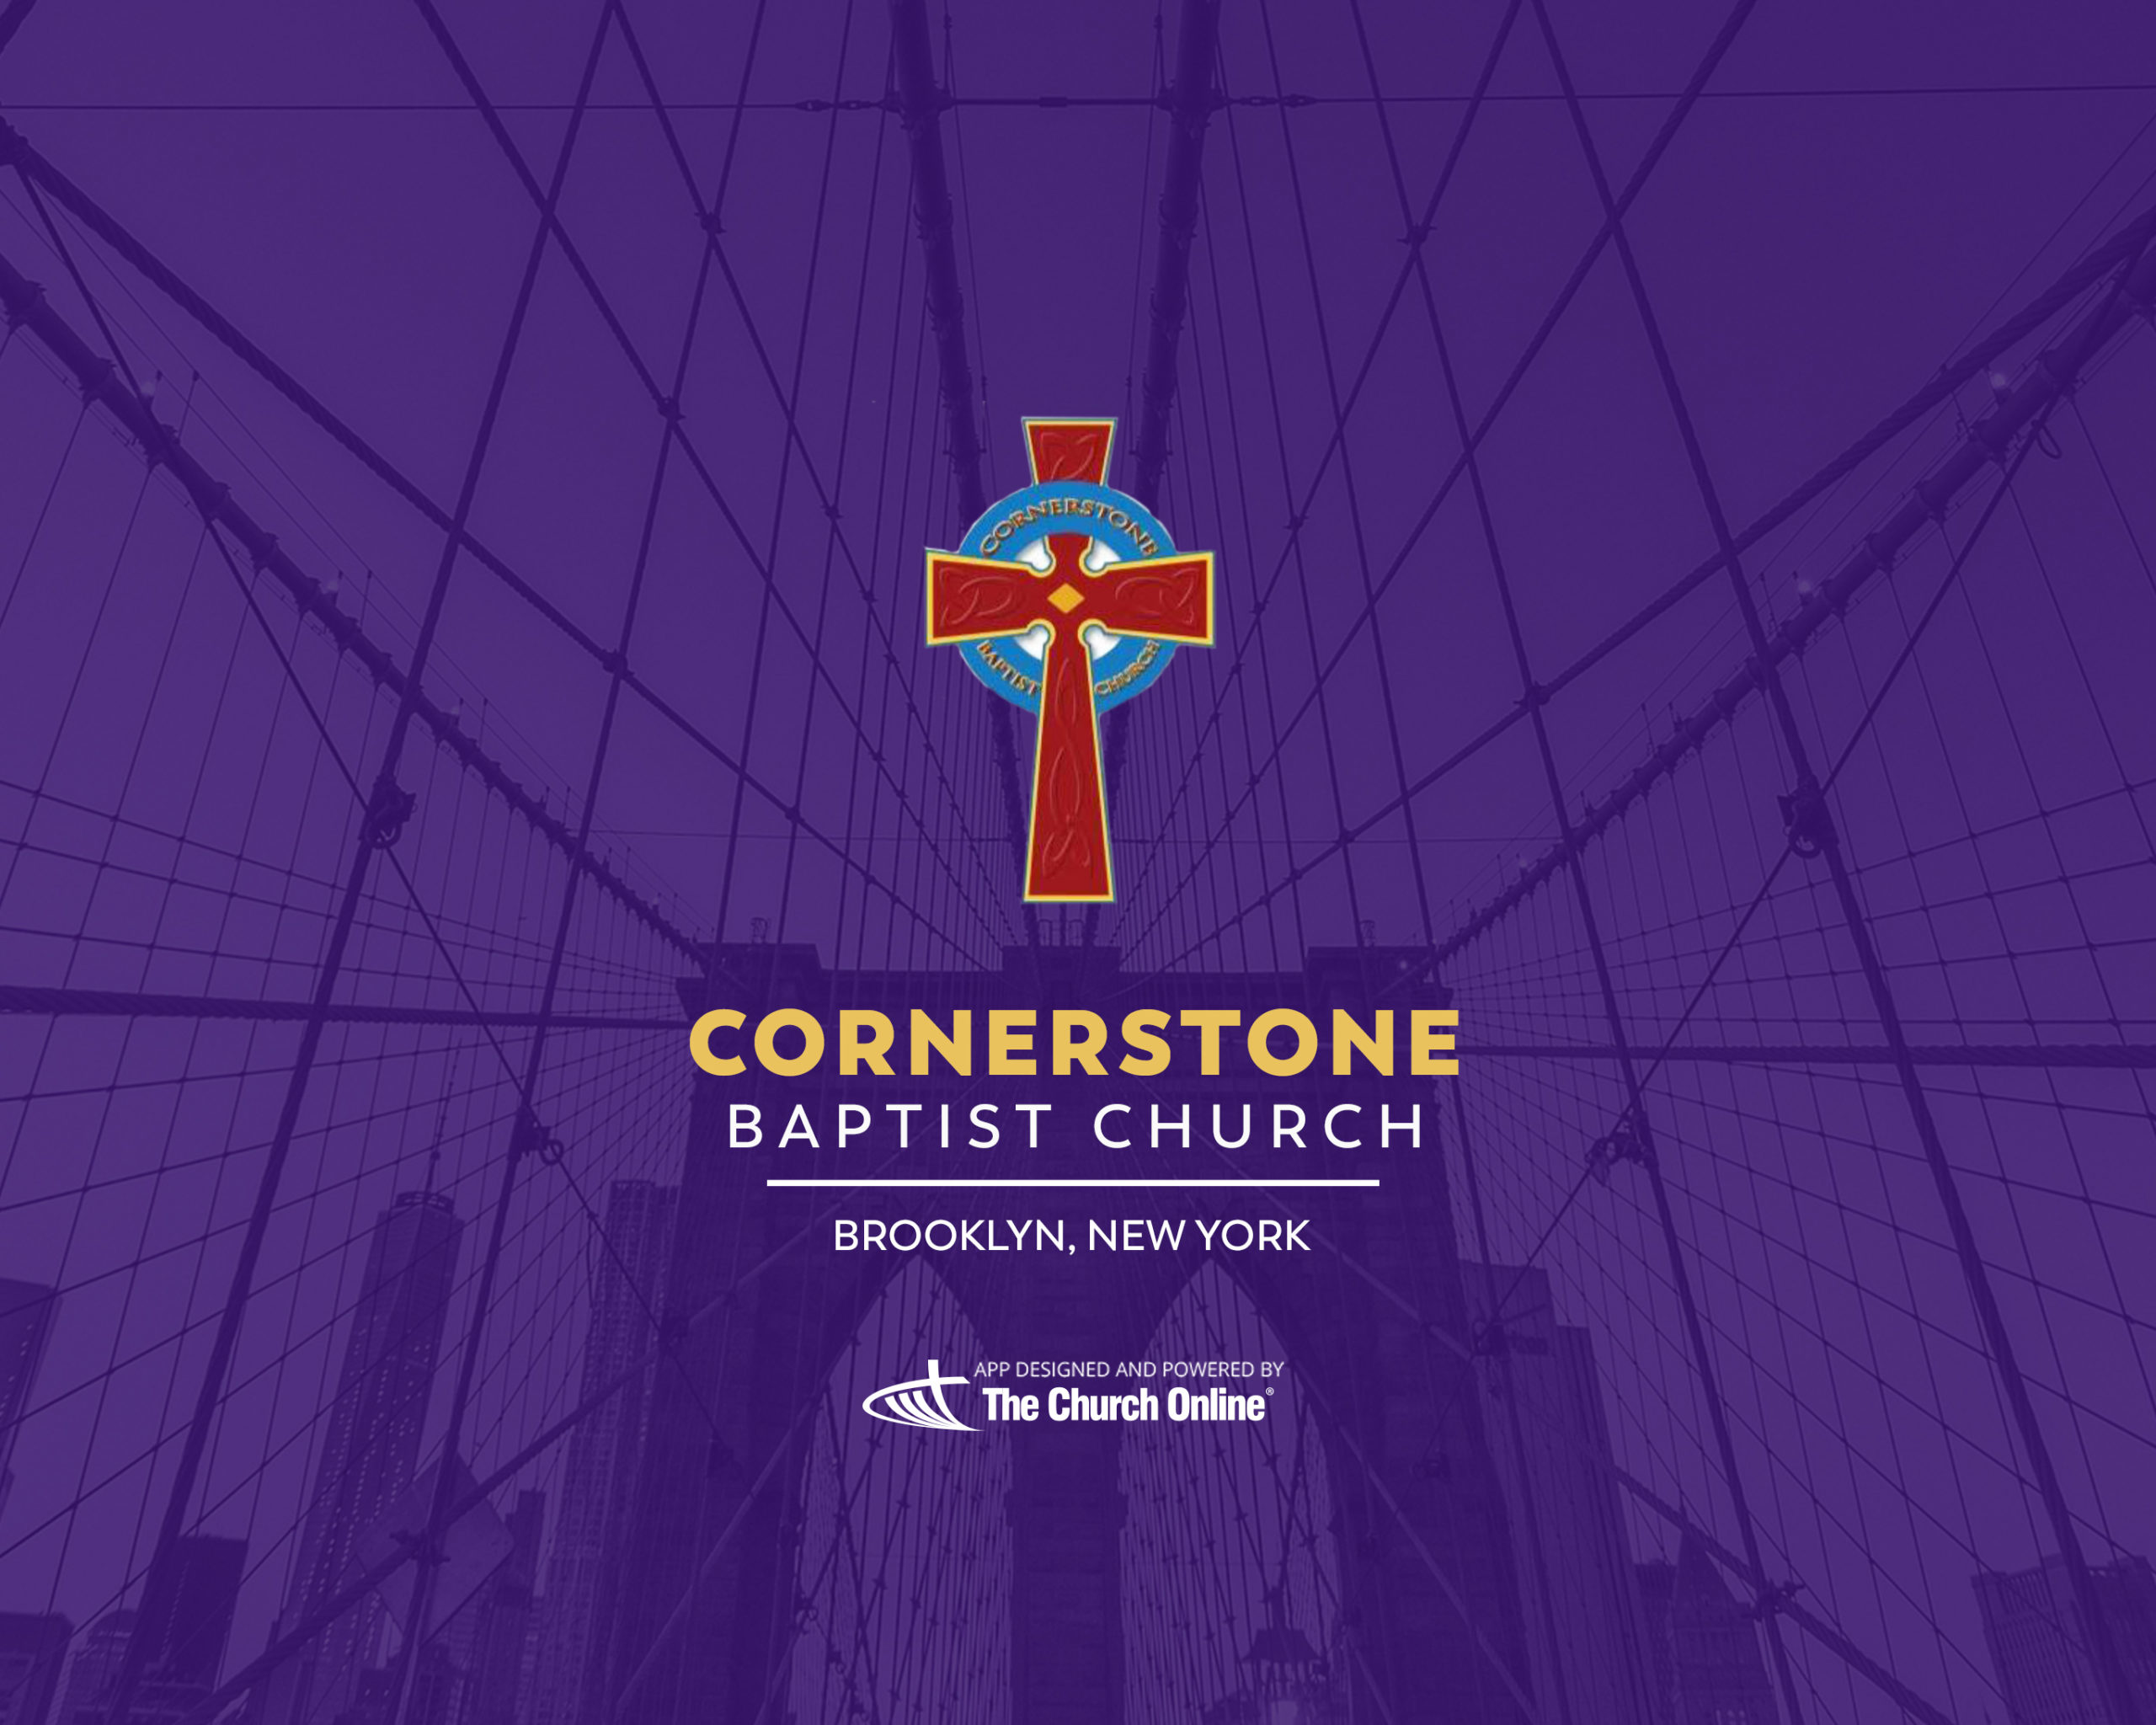 CORNERSTONE
BAPTIST CHURCH
CORNERSTONE
BAPTIST CHURCH
BROOKLYN, NEW YORK
APP DESIGNED AND POWERED BY
The Church Online®